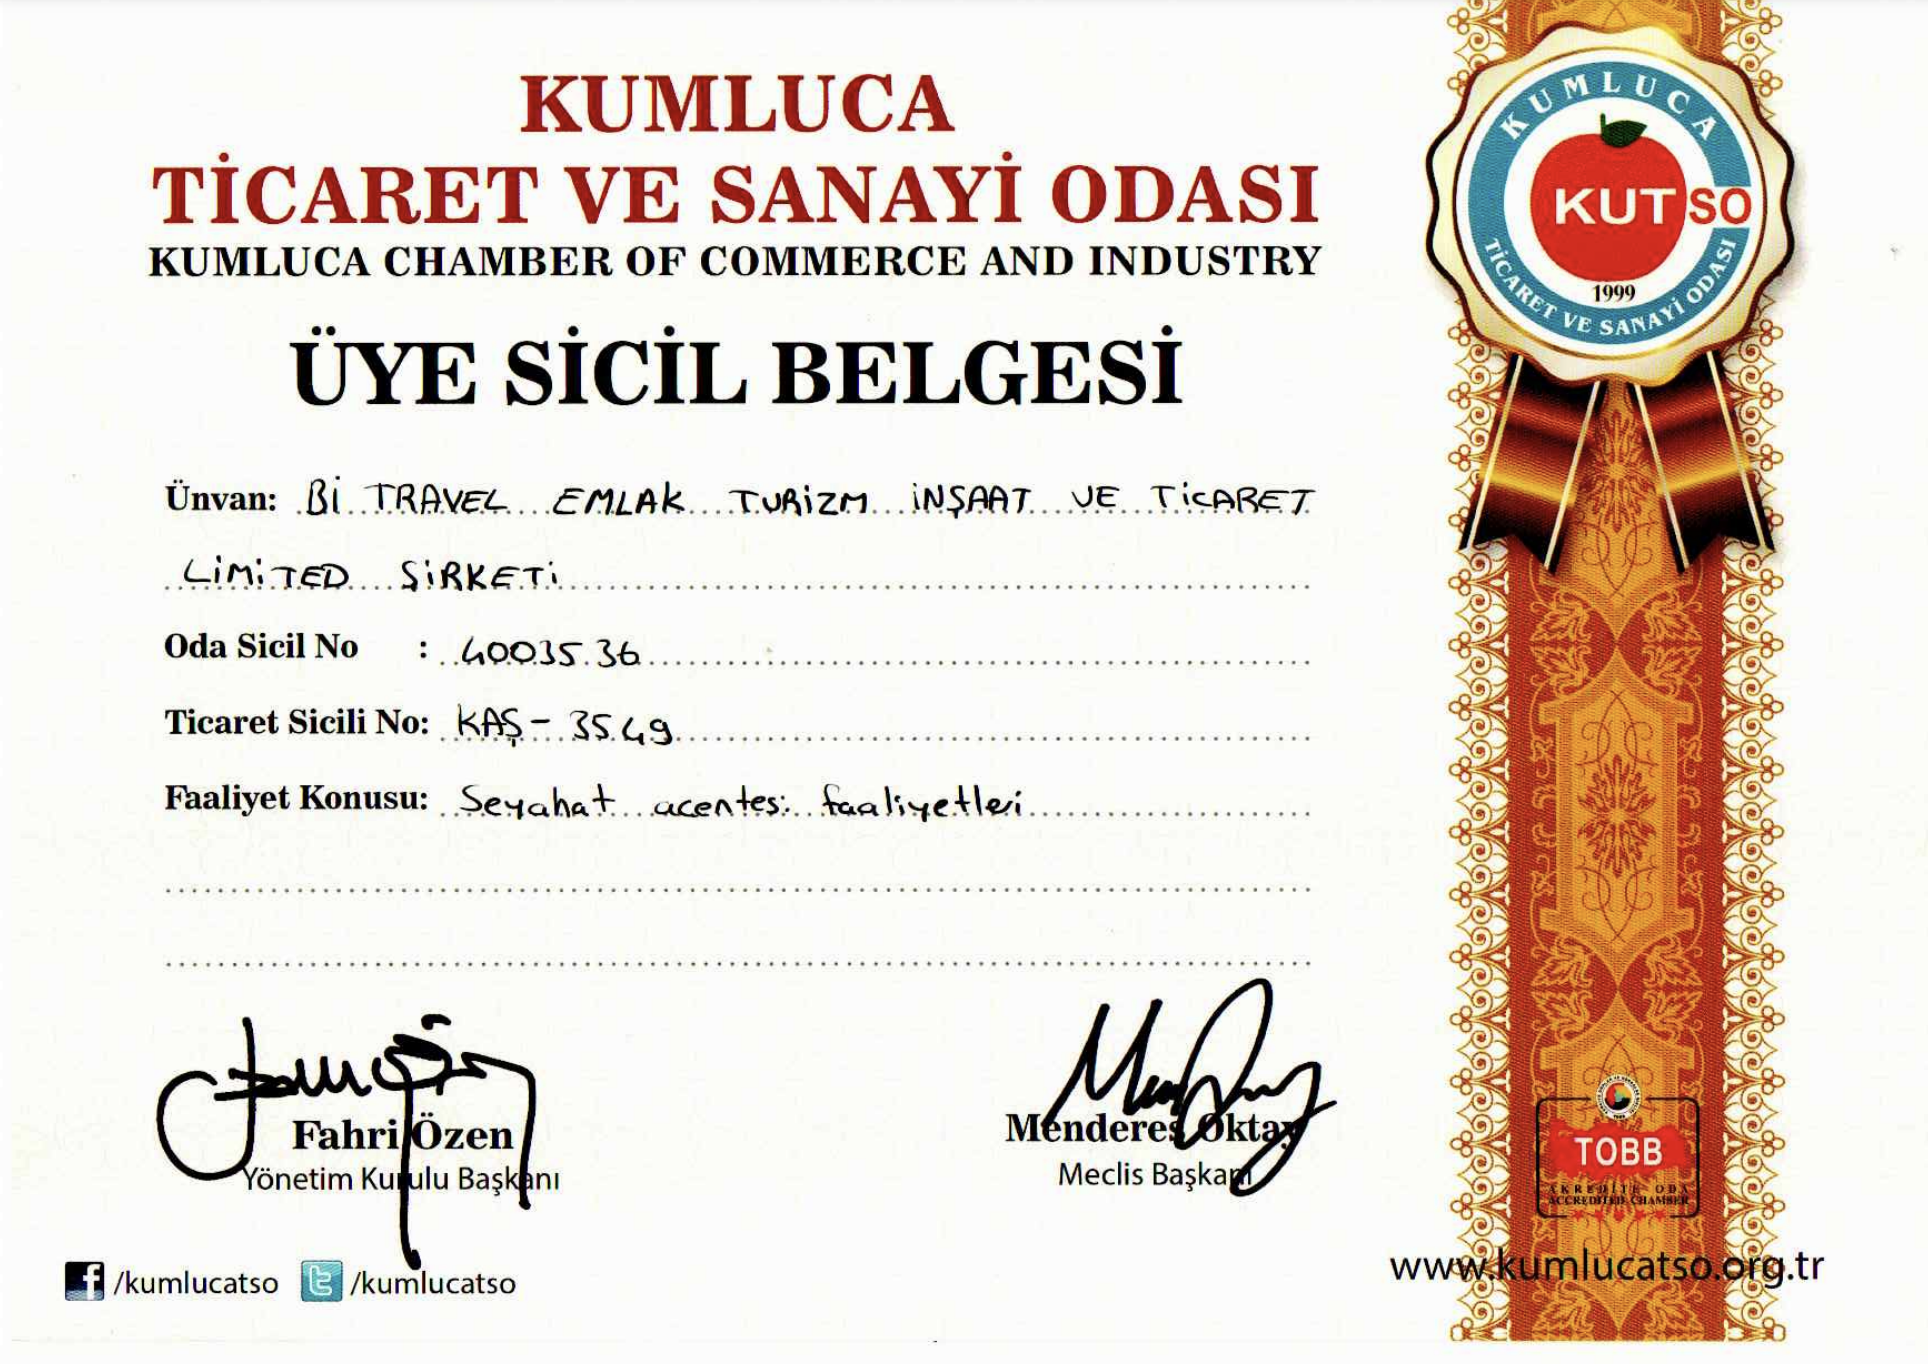 KUMLUCA
TİCARET VE SANAYİ ODASI
KUMLUCA CHAMBER OF COMMERCE AND INDUSTRY
ÜYE SİCİL BELGESİ
Ünvan: Bİ TRAVEL EMLAK TURİZM İNŞAAT VE TİCARET
LİMİTED ŞİRKETİ
Oda Sicil No : 4003536
Ticaret Sicili No: KAŞ-3549
Faaliyet Konusu: Seyahat acentesi faaliyetleri
Fahri Özen
Yönetim Kurulu Başkanı
Menderes Oktay
Meclis Başkanı
/kumlucatso /kumlucatso
www.kumlucatso.org.tr
KUMLUCA
KUTSO
1999
TİCARET VE SANAYİ ODASI
TOBB
AKREDİTE ODA
ACCREDITED CHAMBER